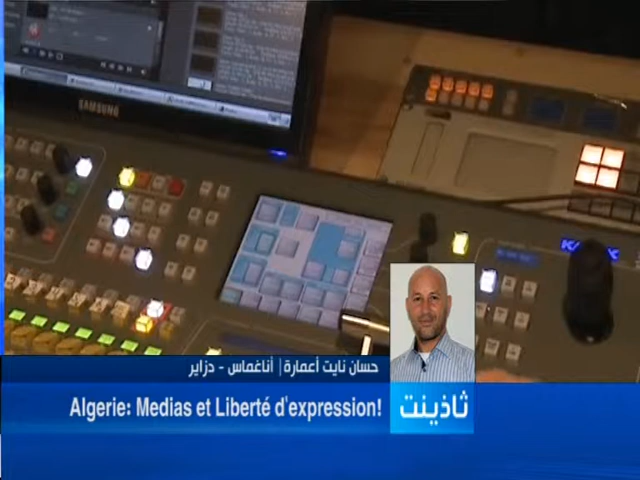 SAMSUNG
حسان نايت أعمارة | أناغماس - دزاير
Algerie: Medias et Liberté d'expression!
ثاذينت